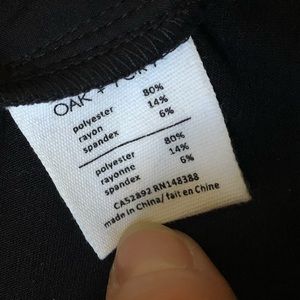 OAK + FORT
polyester 80%
rayon 14%
spandex 6%
polyester 80%
rayonne 14%
spandex 6%
CA52892 RN148388
made in China/ fait en Chine